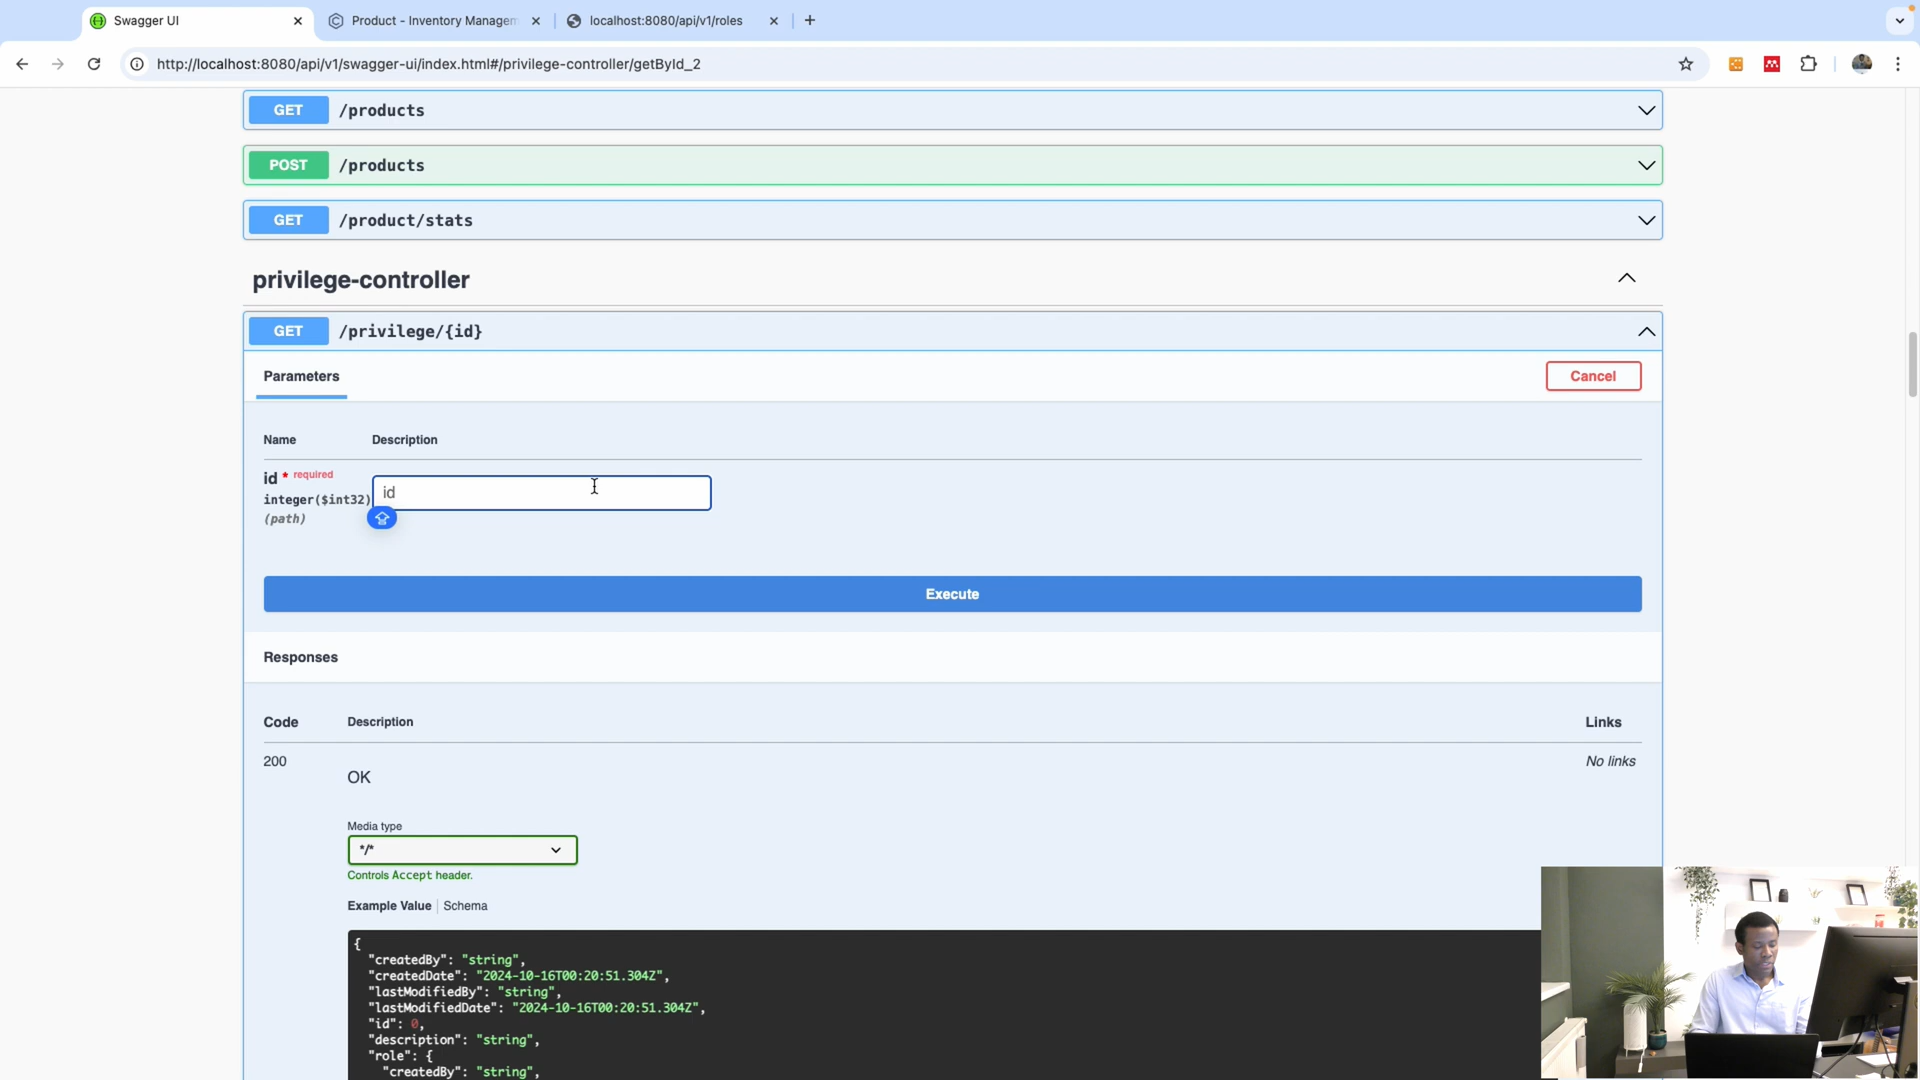 Swagger UI
Product - Inventory Managem
localhost:8080/api/v1/roles
http://localhost:8080/api/v1/swagger-ui/index.html#/privilege-controller/getById_2
GET /products
POST /products
GET /product/stats
privilege-controller
GET /privilege/{id}
Parameters
Cancel
Name Description
id * required
integer($int32)
(path)
id
Execute
Responses
Code Description Links
200 OK No links
Media type
*/*
Controls Accept header.
Example Value Schema
{
"createdBy": "string",
"createdDate": "2024-10-16T00:20:51.304Z",
"lastModifiedBy": "string",
"lastModifiedDate": "2024-10-16T00:20:51.304Z",
"id": 0,
"description": "string",
"role": {
"createdBy": "string",